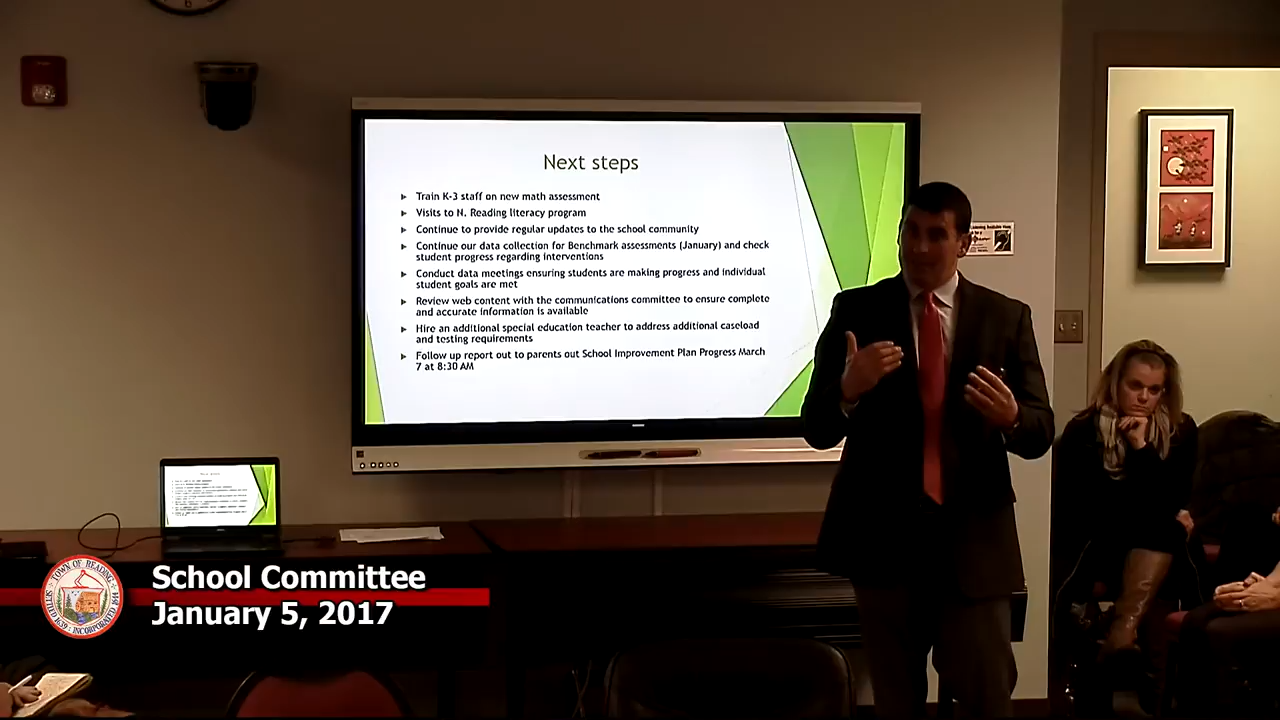 Next steps
Train K-3 staff on new math assessment
Visits to N. Reading literacy program
Continue to provide regular updates to the school community
Continue our data collection for Benchmark assessments (January) and check
student progress regarding interventions
Conduct data meetings ensuring students are making progress and individual
student goals are met
Review web content with the communications committee to ensure complete
and accurate information is available
Hire an additional special education teacher to address additional caseload
and testing requirements
Follow up report out to parents out School Improvement Plan Progress March
7 at 8:30 AM
TOWN OF READING
School Committee
January 5, 2017